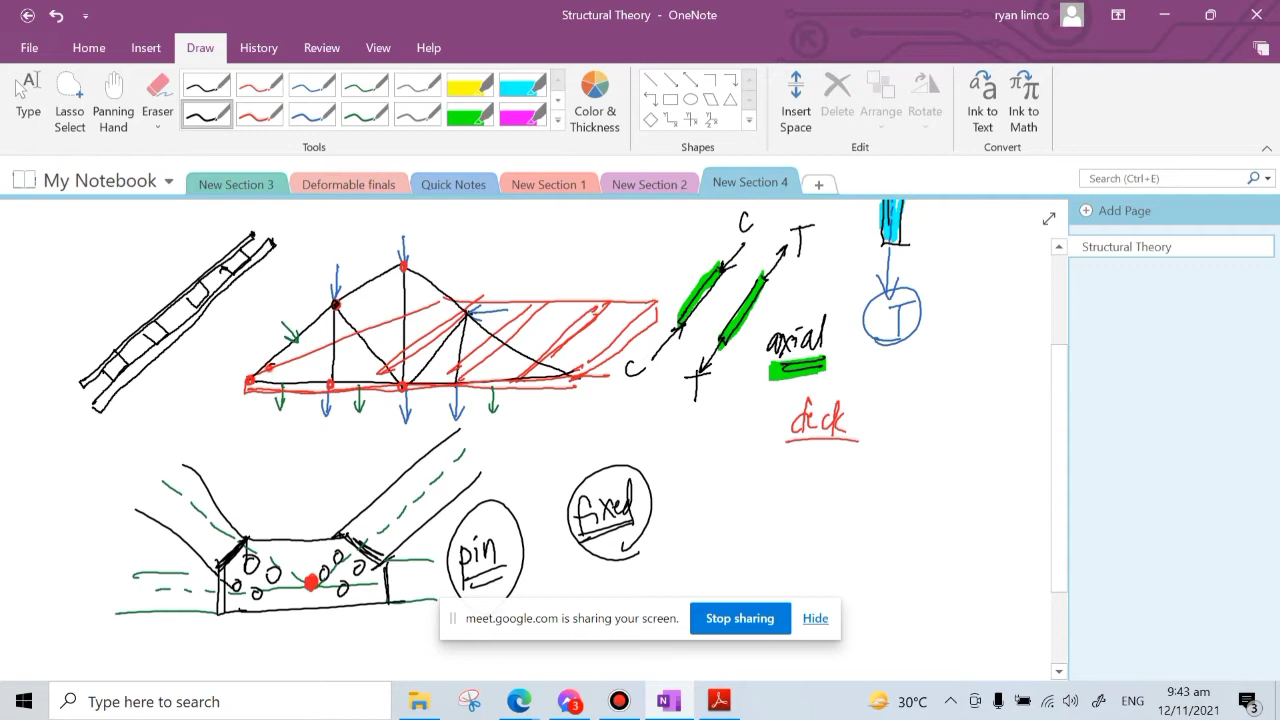 Structural Theory - OneNote
ryan limco
File Home Insert Draw History Review View Help
Type
Lasso Select
Panning Hand
Eraser
Color & Thickness
Insert Space
Delete
Arrange
Rotate
Ink to Text
Ink to Math
Tools
Shapes
Edit
Convert
My Notebook
New Section 3
Deformable finals
Quick Notes
New Section 1
New Section 2
New Section 4
Search (Ctrl+E)
Add Page
Structural Theory
C
T
C
T
axial
T
fixed
pin
meet.google.com is sharing your screen.
Stop sharing
Hide
Type here to search
3
30°C
ENG
9:43 am
12/11/2021
3